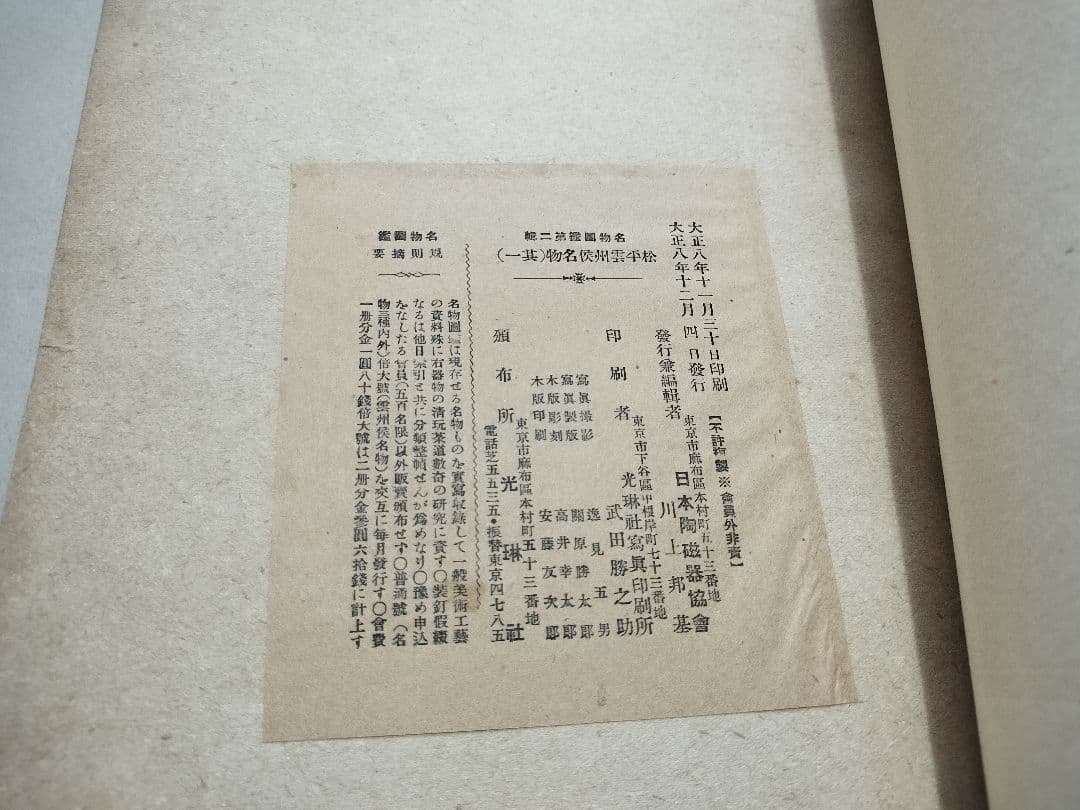 大正八年十一月三十日印刷
大正八年十二月四日發行
【不許複製※會員外非賣】
名物圖鑑第二輯
松平雲州侯名物(其一)
東京市麻布區本村町五十三番地
發行兼編輯者 日本陶磁器協會
川上邦基
東京市下谷區中根岸町七十三番地
印刷者 光琳社寫眞印刷所
武田勝之助
寫眞撮影 逸見五男
寫眞製版 關原勝太郎
木版彫刻 高井幸太郎
木版印刷 安藤友次郎
東京市麻布區本村町五十三番地
頒布所 光琳社
電話芝五五三五・振替東京四七八五
名物圖鑑
規則摘要
名物圖鑑は現存せる名物ものを實寫収錄して一般美術工藝
の資料殊に右器物の清玩茶道數奇の研究に資す〇裝釘假綴
なるは他日索引と共に分類整幀せんが爲めなり〇豫め申込
をなしたる會員(五百名限)以外販賣頒布せず〇普通號(名
物三種內外)倍大號(雲州侯名物)を交互に每月發行す〇會費
一册分金一圓八十錢倍大號は二册分金參圓六拾錢に計上す